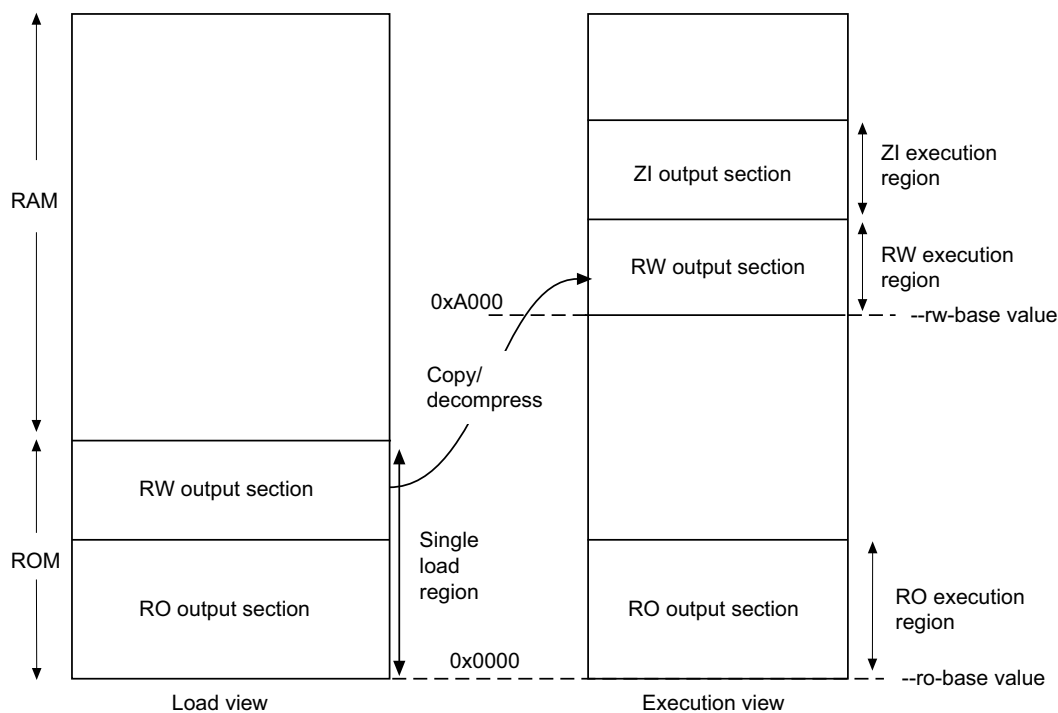 ZI execution
region
ZI output section
RAM
RW execution
region
RW output section
0xA000
--rw-base value
Copy/
decompress
RW output section
Single
load
region
ROM
RO output section
RO output section
RO execution
region
0x0000
--ro-base value
Load view
Execution view